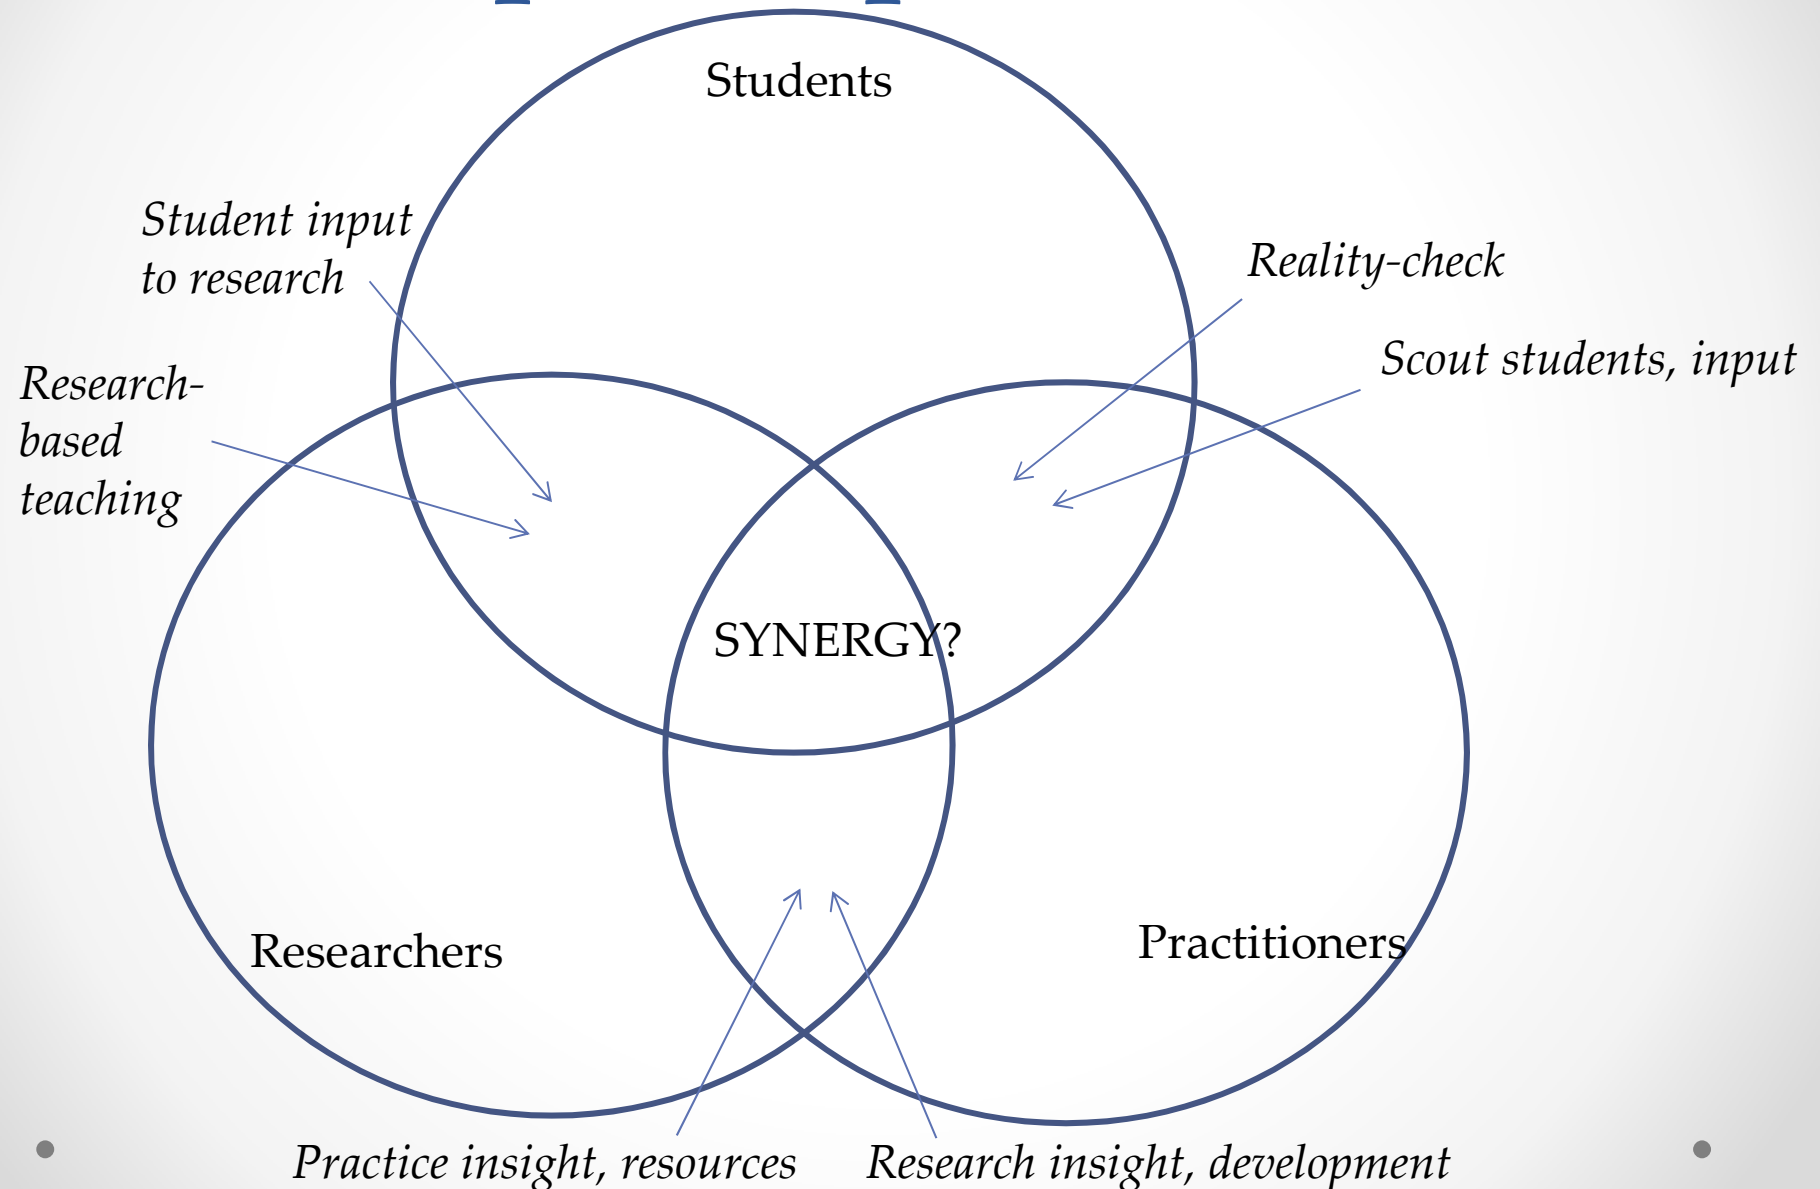 Students
Student input
to research
Reality-check
Scout students, input
Research-
based
teaching
SYNERGY?
Researchers
Practitioners
Practice insight, resources
Research insight, development